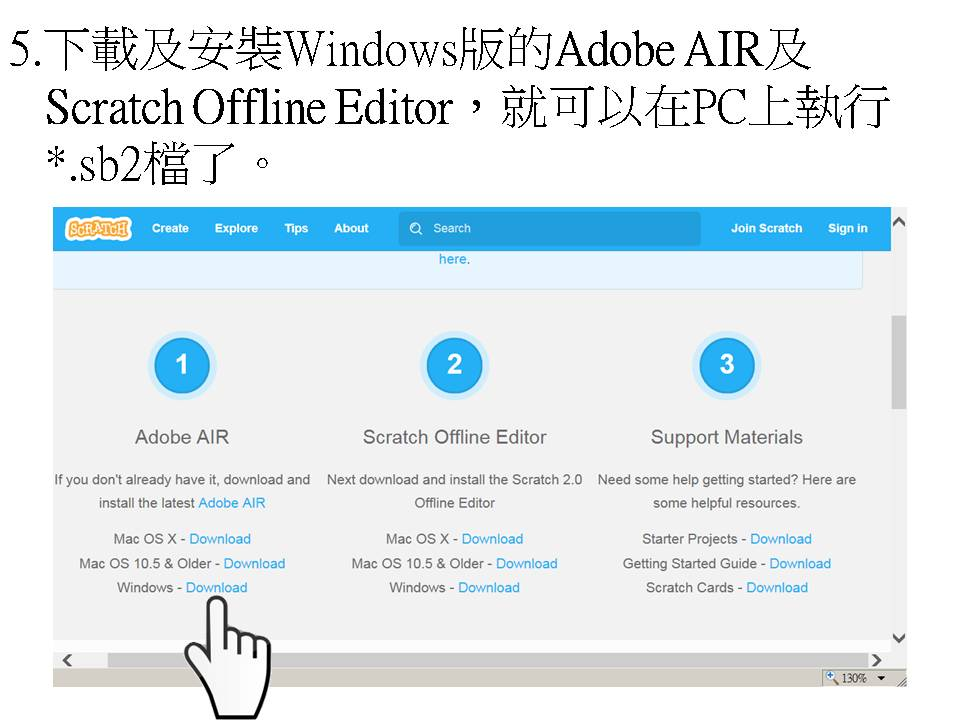 5.下載及安裝Windows版的Adobe AIR及
Scratch Offline Editor，就可以在PC上執行
*.sb2檔了。
SCRATCH Create Explore Tips About Search Join Scratch Sign in
here.
1 2 3
Adobe AIR Scratch Offline Editor Support Materials
If you don't already have it, download and Next download and install the Scratch 2.0 Need some help getting started? Here are
install the latest Adobe AIR Offline Editor some helpful resources.
Mac OS X - Download Mac OS X - Download Starter Projects - Download
Mac OS 10.5 & Older - Download Mac OS 10.5 & Older - Download Getting Started Guide - Download
Windows - Download Windows - Download Scratch Cards - Download
130%